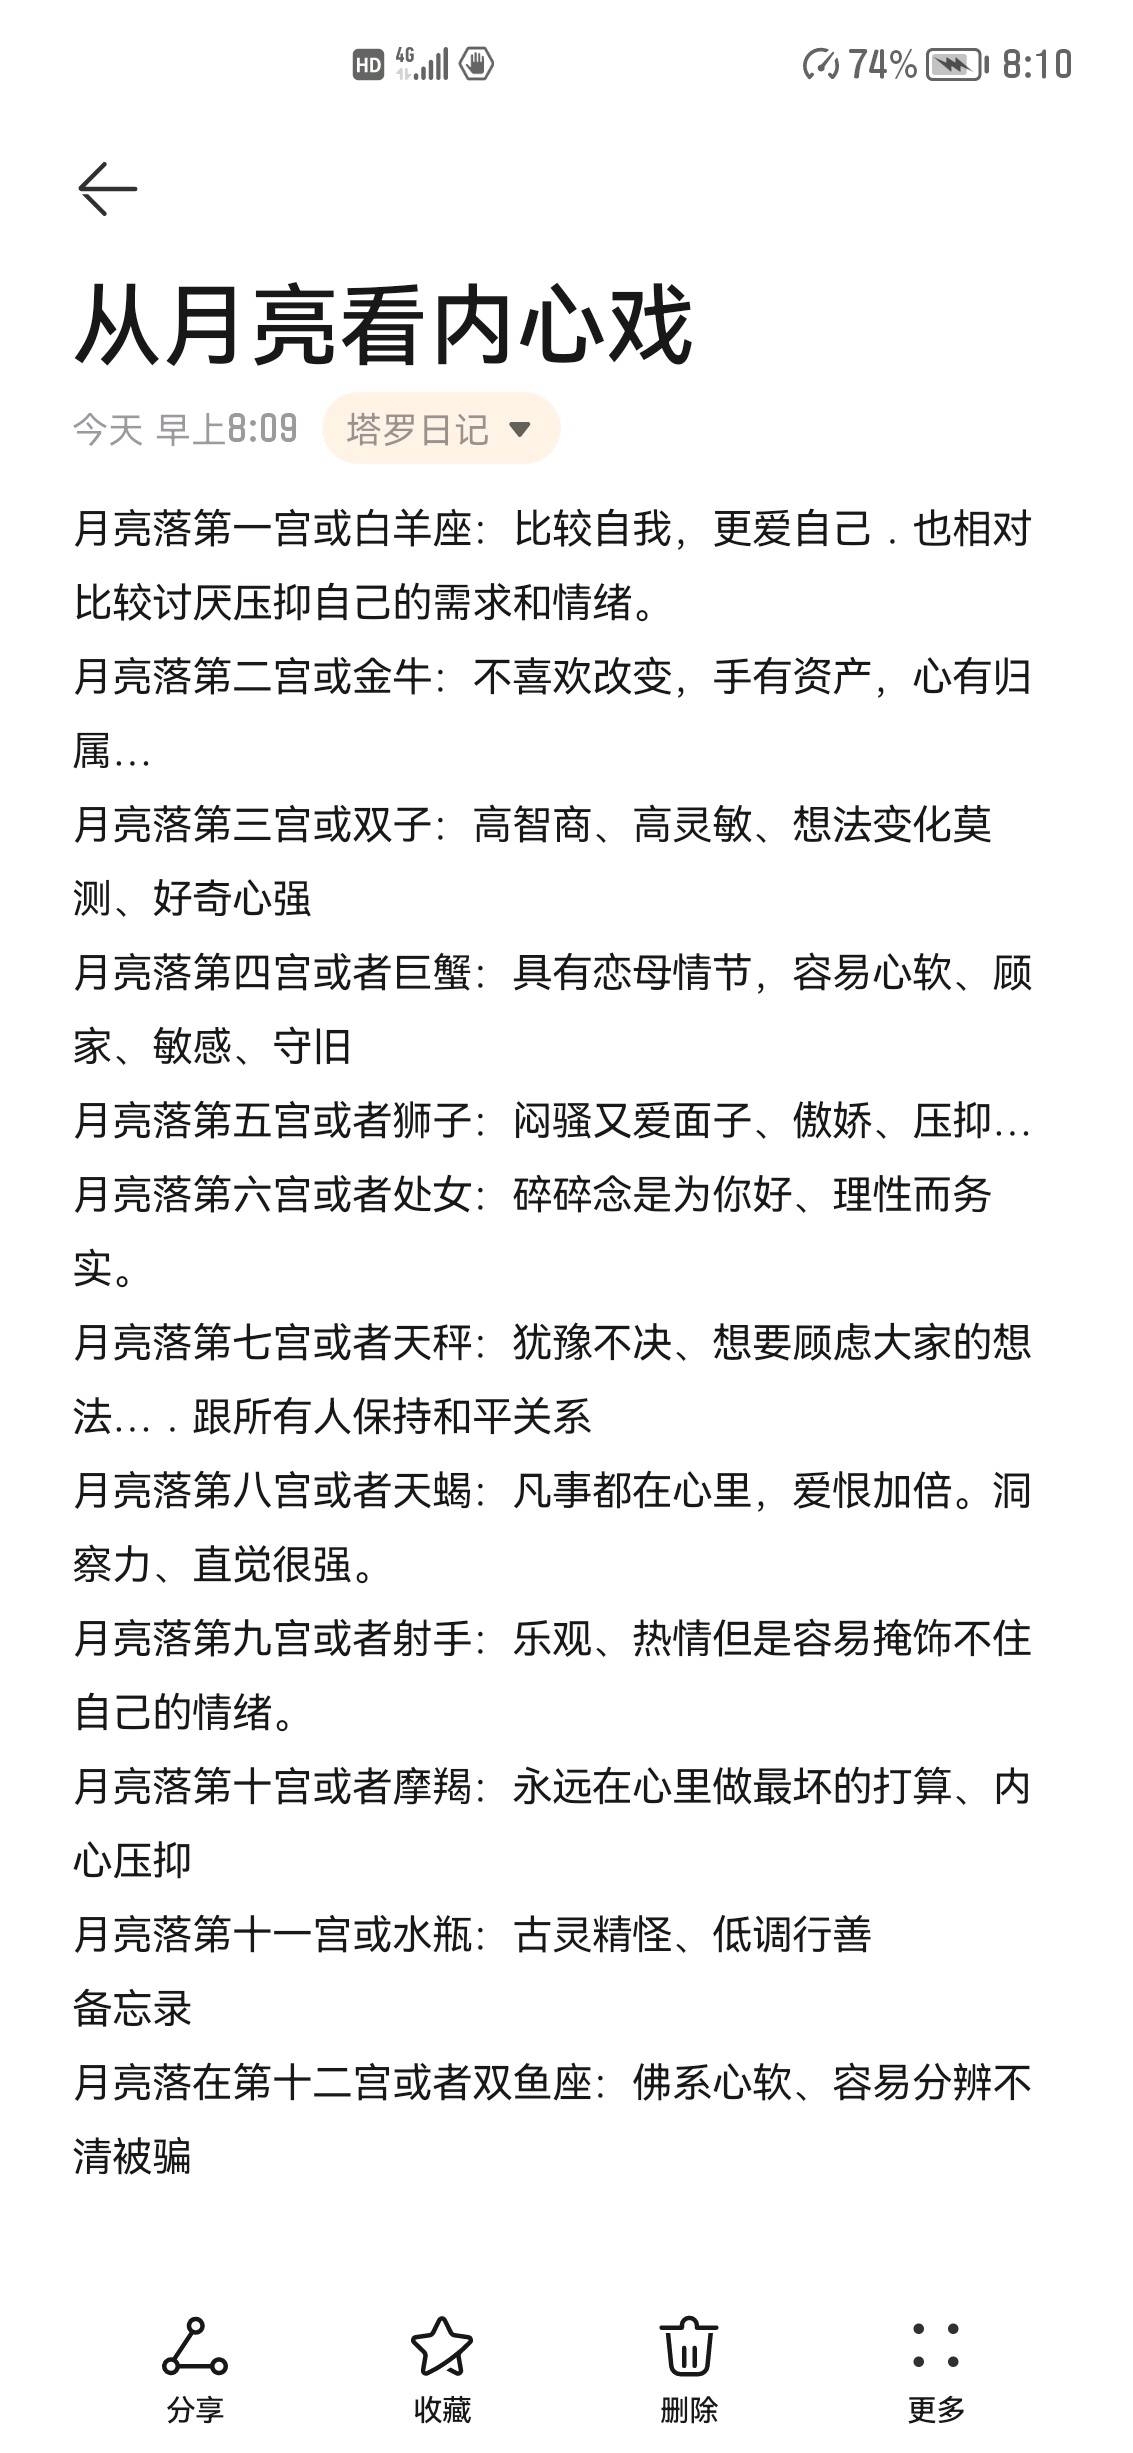 HD 4G 74% 8:10
从月亮看内心戏
今天 早上8:09 塔罗日记
月亮落第一宫或白羊座：比较自我，更爱自己．也相对
比较讨厌压抑自己的需求和情绪。
月亮落第二宫或金牛：不喜欢改变，手有资产，心有归
属…
月亮落第三宫或双子：高智商、高灵敏、想法变化莫
测、好奇心强
月亮落第四宫或者巨蟹：具有恋母情节，容易心软、顾
家、敏感、守旧
月亮落第五宫或者狮子：闷骚又爱面子、傲娇、压抑…
月亮落第六宫或者处女：碎碎念是为你好、理性而务
实。
月亮落第七宫或者天秤：犹豫不决、想要顾虑大家的想
法…．跟所有人保持和平关系
月亮落第八宫或者天蝎：凡事都在心里，爱恨加倍。洞
察力、直觉很强。
月亮落第九宫或者射手：乐观、热情但是容易掩饰不住
自己的情绪。
月亮落第十宫或者摩羯：永远在心里做最坏的打算、内
心压抑
月亮落第十一宫或水瓶：古灵精怪、低调行善
备忘录
月亮落在第十二宫或者双鱼座：佛系心软、容易分辨不
清被骗
分享 收藏 删除 更多